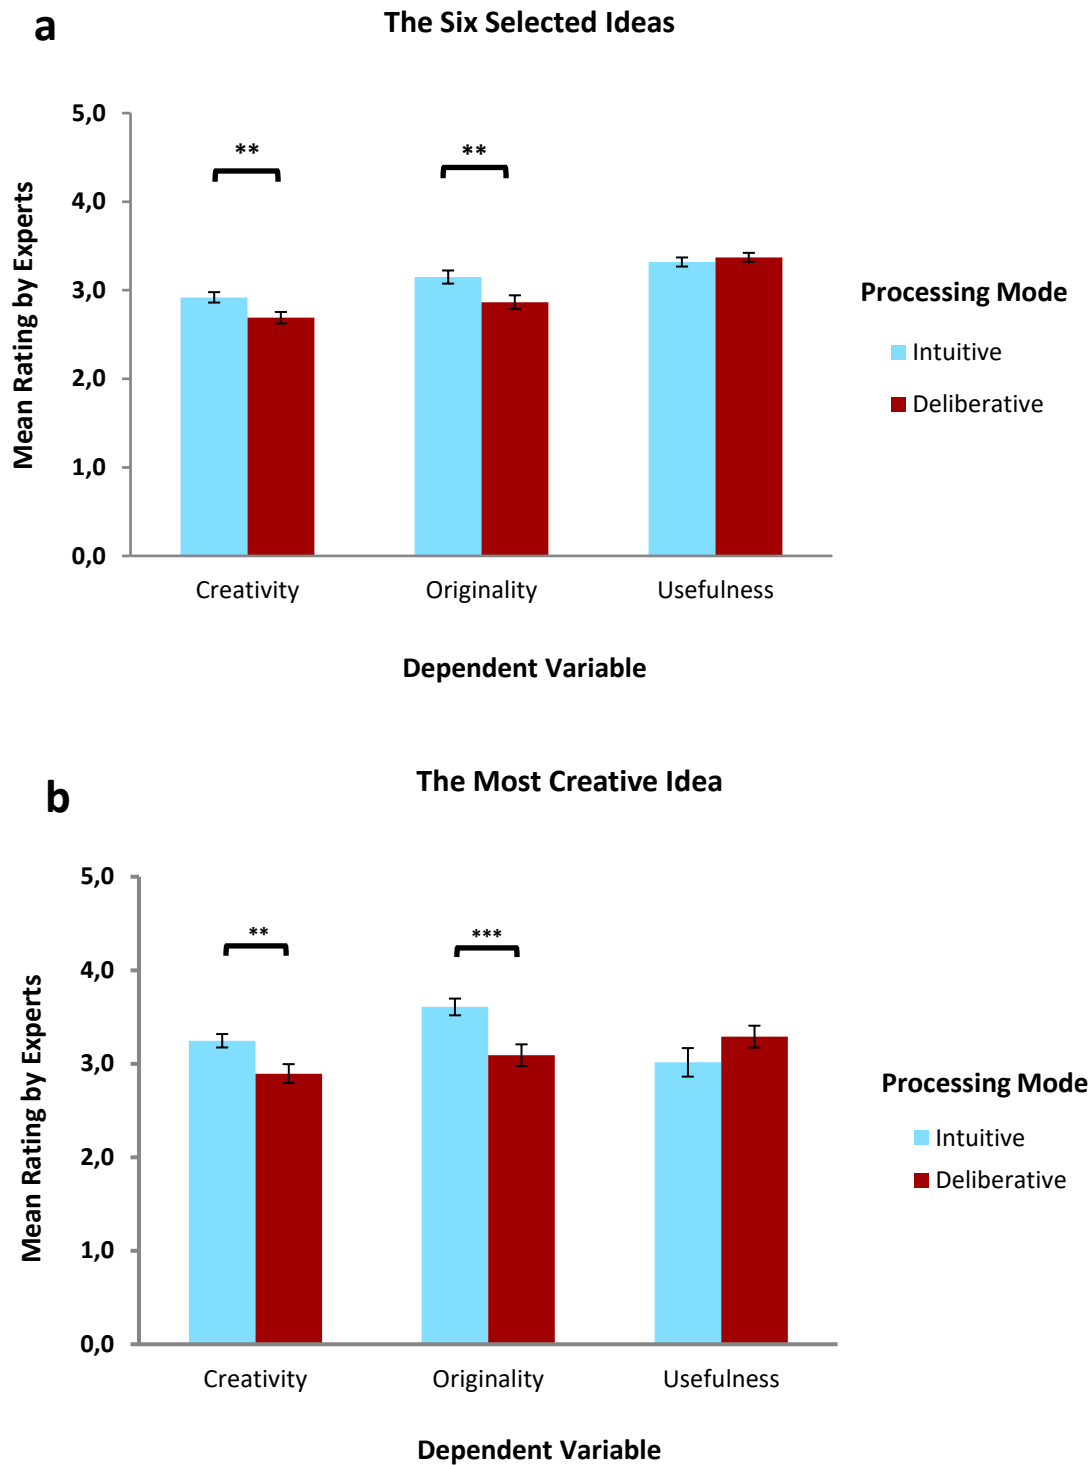 a
The Six Selected Ideas
5,0
4,0
3,0
2,0
1,0
0,0
Mean Rating by Experts
**
**
Creativity
Originality
Usefulness
Dependent Variable
Processing Mode
Intuitive
Deliberative
b
The Most Creative Idea
5,0
4,0
3,0
2,0
1,0
0,0
Mean Rating by Experts
**
***
Creativity
Originality
Usefulness
Dependent Variable
Processing Mode
Intuitive
Deliberative